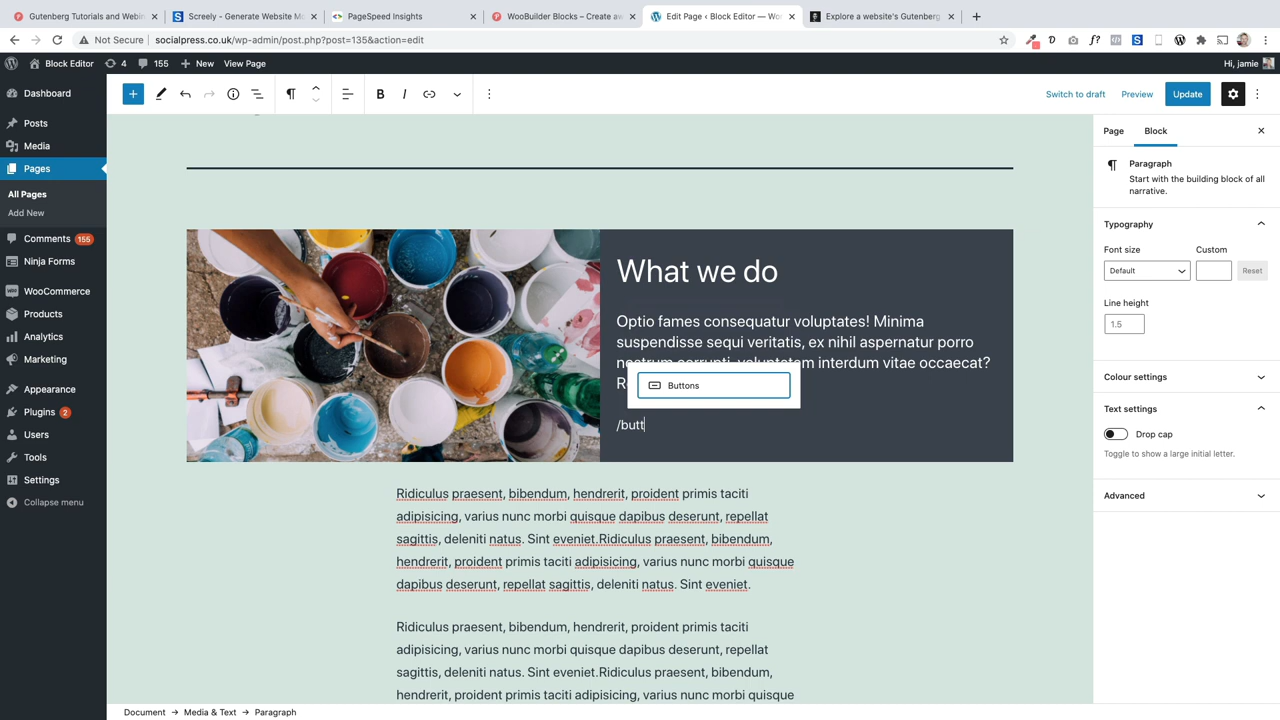 Gutenberg Tutorials and Webin
Screely - Generate Website Mo
PageSpeed Insights
WooBuilder Blocks – Create aw
Edit Page ‹ Block Editor — Wor
Explore a website's Gutenberg
Not Secure
socialpress.co.uk/wp-admin/post.php?post=135&action=edit
Block Editor
4
155
New
View Page
Hi, jamie
Dashboard
Posts
Media
Pages
All Pages
Add New
Comments 155
Ninja Forms
WooCommerce
Products
Analytics
Marketing
Appearance
Plugins 2
Users
Tools
Settings
Collapse menu
Switch to draft
Preview
Update
What we do
Optio fames consequatur voluptates! Minima
suspendisse sequi veritatis, ex nihil aspernatur porro
nostrum corrupti, voluptatem interdum vitae occaecat?
Buttons
/butt
Ridiculus praesent, bibendum, hendrerit, proident primis taciti
adipisicing, varius nunc morbi quisque dapibus deserunt, repellat
sagittis, deleniti natus. Sint eveniet.Ridiculus praesent, bibendum,
hendrerit, proident primis taciti adipisicing, varius nunc morbi quisque
dapibus deserunt, repellat sagittis, deleniti natus. Sint eveniet.
Ridiculus praesent, bibendum, hendrerit, proident primis taciti
adipisicing, varius nunc morbi quisque dapibus deserunt, repellat
sagittis, deleniti natus. Sint eveniet.Ridiculus praesent, bibendum,
hendrerit, proident primis taciti adipisicing, varius nunc morbi quisque
Page
Block
Paragraph
Start with the building block of all
narrative.
Typography
Font size
Custom
Default
Reset
Line height
1.5
Colour settings
Text settings
Drop cap
Toggle to show a large initial letter.
Advanced
Document → Media & Text → Paragraph